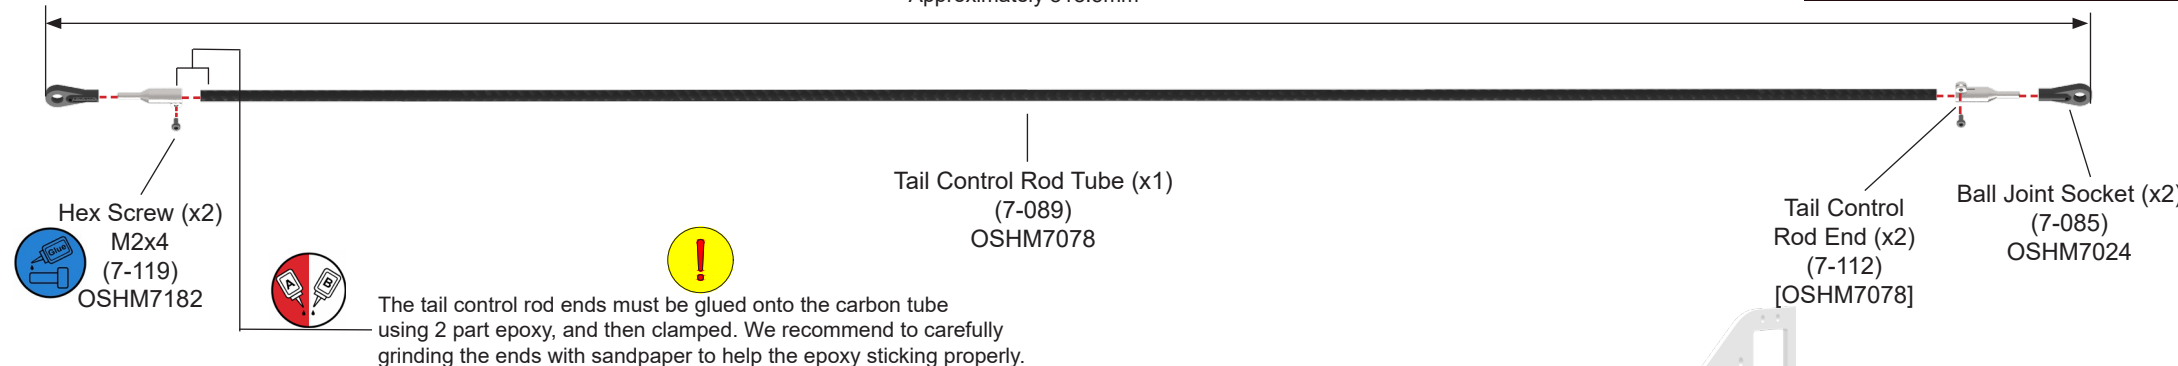 Hex Screw (x2)
M2x4
(7-119)
OSHM7182
Glue
A
B
The tail control rod ends must be glued onto the carbon tube
using 2 part epoxy, and then clamped. We recommend to carefully
grinding the ends with sandpaper to help the epoxy sticking properly.
Tail Control Rod Tube (x1)
(7-089)
OSHM7078
Tail Control
Rod End (x2)
(7-112)
[OSHM7078]
Ball Joint Socket (x2)
(7-085)
OSHM7024